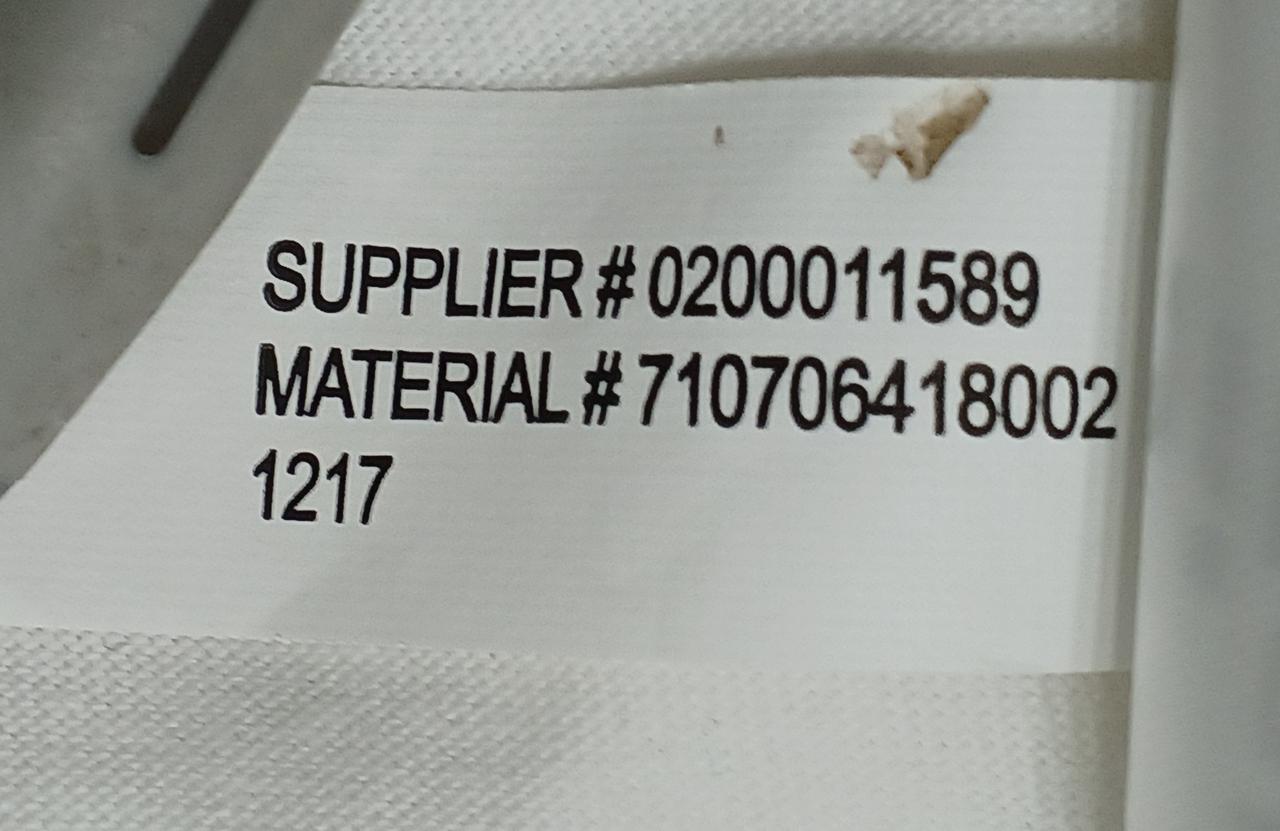 SUPPLIER # 0200011589
MATERIAL # 710706418002
1217